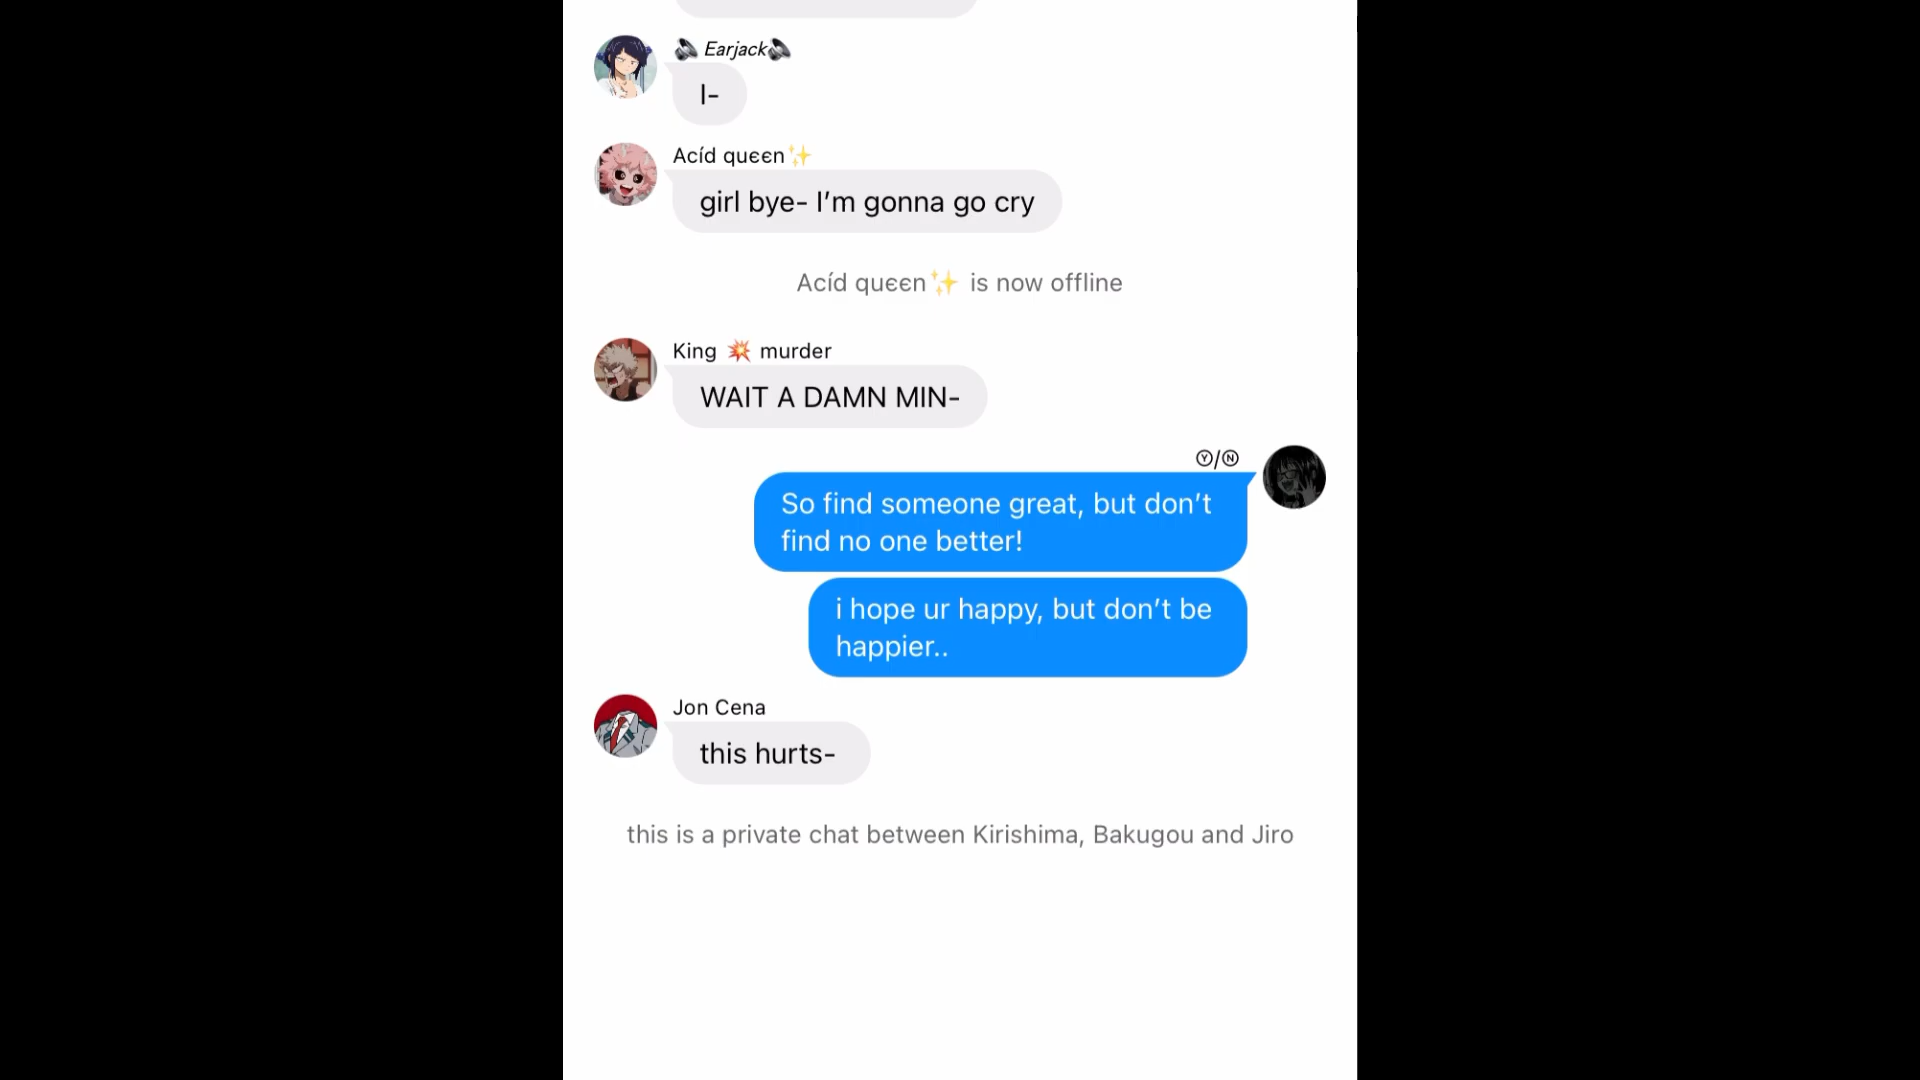 🔊 Earjack🔊
I-
Acíd quєєn✨
girl bye- I’m gonna go cry
Acíd quєєn✨ is now offline
King 💥 murder
WAIT A DAMN MIN-
Ⓨ/Ⓝ
So find someone great, but don’t
find no one better!
i hope ur happy, but don’t be
happier..
Jon Cena
this hurts-
this is a private chat between Kirishima, Bakugou and Jiro